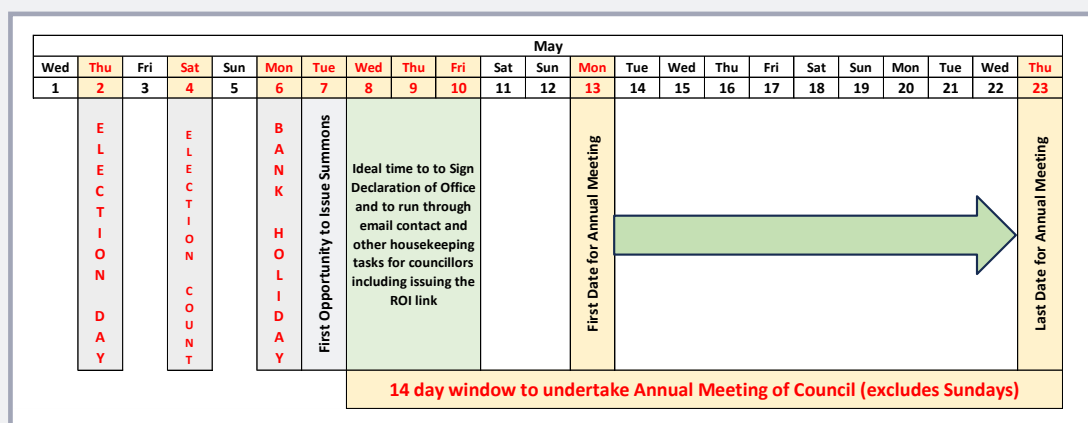 May
Wed Thu Fri Sat Sun Mon Tue Wed Thu Fri Sat Sun Mon Tue Wed Thu Fri Sat Sun Mon Tue Wed Thu
1 2 3 4 5 6 7 8 9 10 11 12 13 14 15 16 17 18 19 20 21 22 23
ELECTION DAY
ELECTION COUNT
BANK HOLIDAY
First Opportunity to Issue Summons
Ideal time to to Sign
Declaration of Office
and to run through
email contact and
other housekeeping
tasks for councillors
including issuing the
ROI link
First Date for Annual Meeting
Last Date for Annual Meeting
14 day window to undertake Annual Meeting of Council (excludes Sundays)